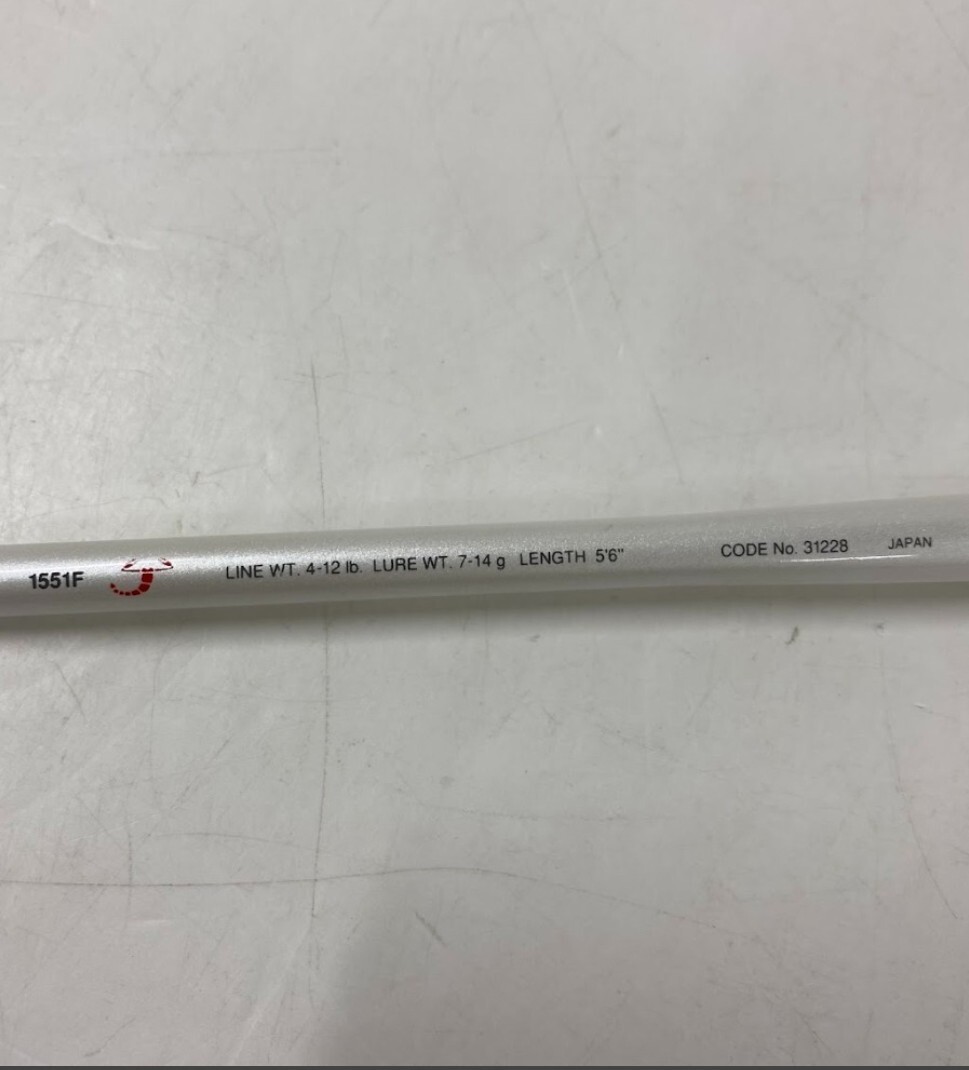 1551F LINE WT. 4-12 lb. LURE WT. 7-14 g LENGTH 5'6" CODE No. 31228 JAPAN